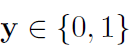 y ∈ {0, 1}